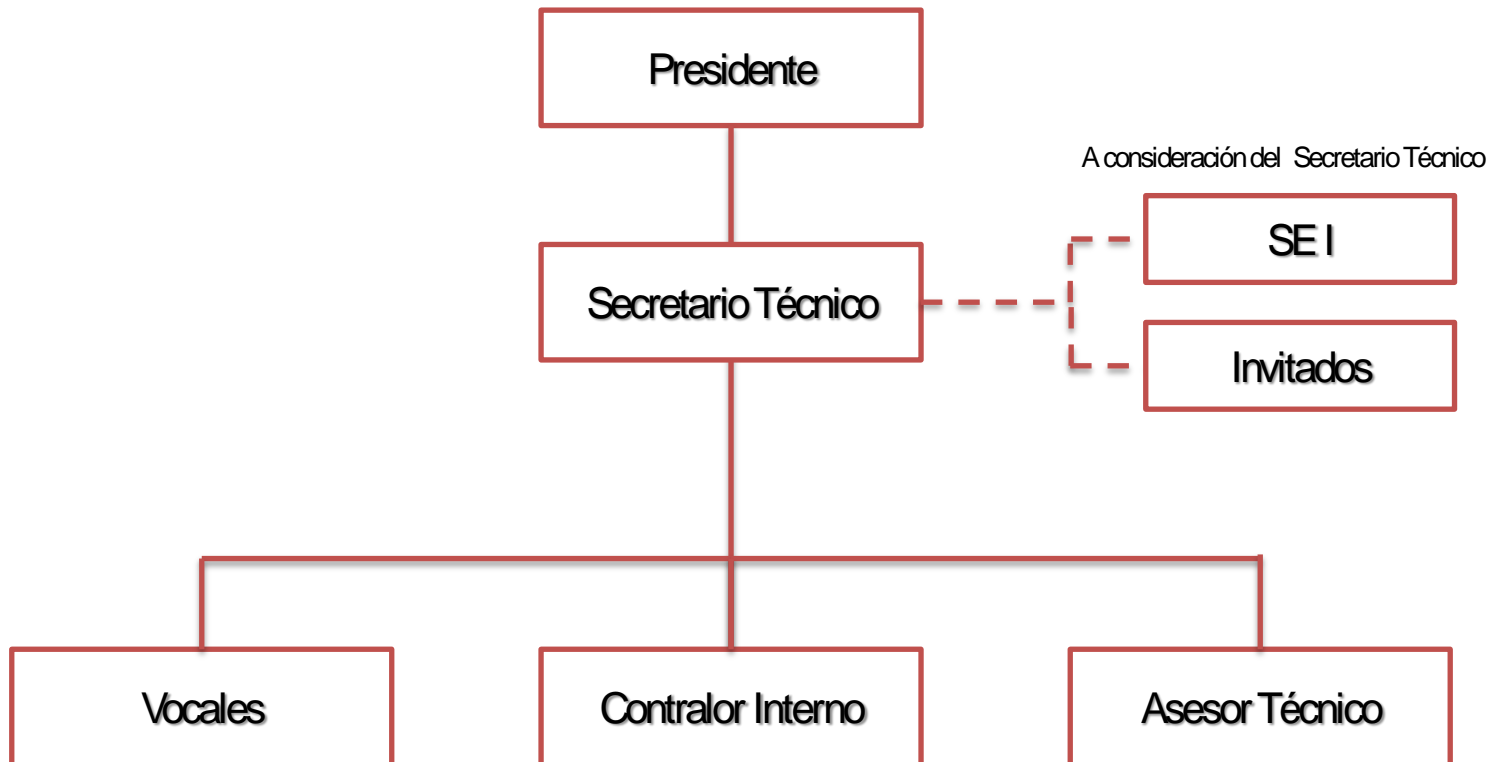 Presidente
A consideración del Secretario Técnico
SE I
Secretario Técnico
Invitados
Vocales
Contralor Interno
Asesor Técnico